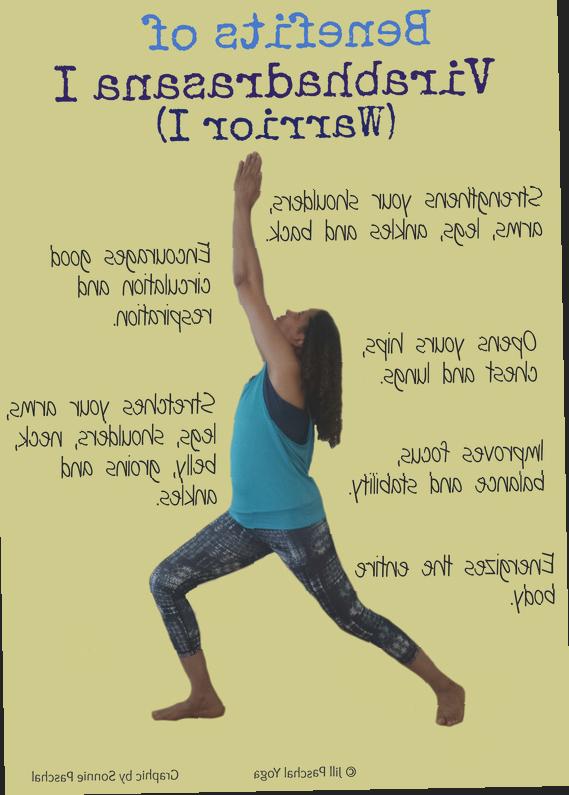 Benefits of
Virabhadrasana I
(Warrior I)
Strengthens your shoulders,
arms, legs, ankles and back.
Encourages good
circulation and
respiration.
Opens yours hips,
chest and lungs.
Stretches your arms,
legs, shoulders, neck,
belly, groins and
ankles.
Improves focus,
balance and stability.
Energizes the entire
body.
© Jill Paschal Yoga
Graphic by Sonnie Paschal